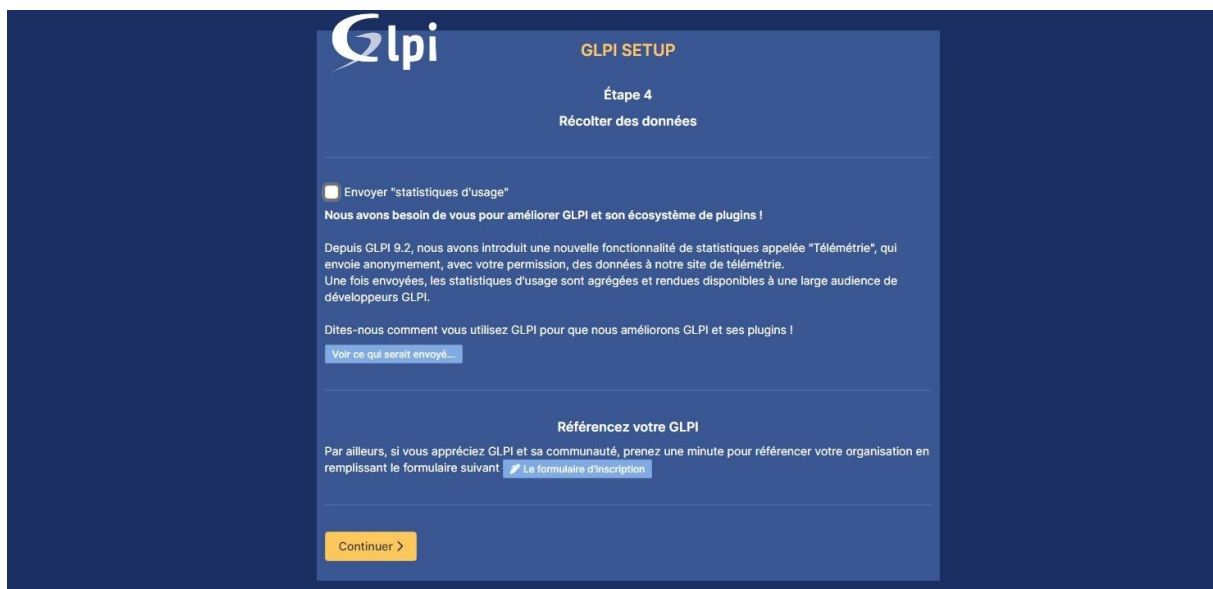 Glpi
GLPI SETUP
Étape 4
Récolter des données
Envoyer "statistiques d'usage"
Nous avons besoin de vous pour améliorer GLPI et son écosystème de plugins !
Depuis GLPI 9.2, nous avons introduit une nouvelle fonctionnalité de statistiques appelée "Télémétrie", qui
envoie anonymement, avec votre permission, des données à notre site de télémétrie.
Une fois envoyées, les statistiques d'usage sont agrégées et rendues disponibles à une large audience de
développeurs GLPI.
Dites-nous comment vous utilisez GLPI pour que nous améliorons GLPI et ses plugins !
Voir ce qui serait envoyé...
Référencez votre GLPI
Par ailleurs, si vous appréciez GLPI et sa communauté, prenez une minute pour référencer votre organisation en
remplissant le formulaire suivant Le formulaire d'inscription
Continuer >